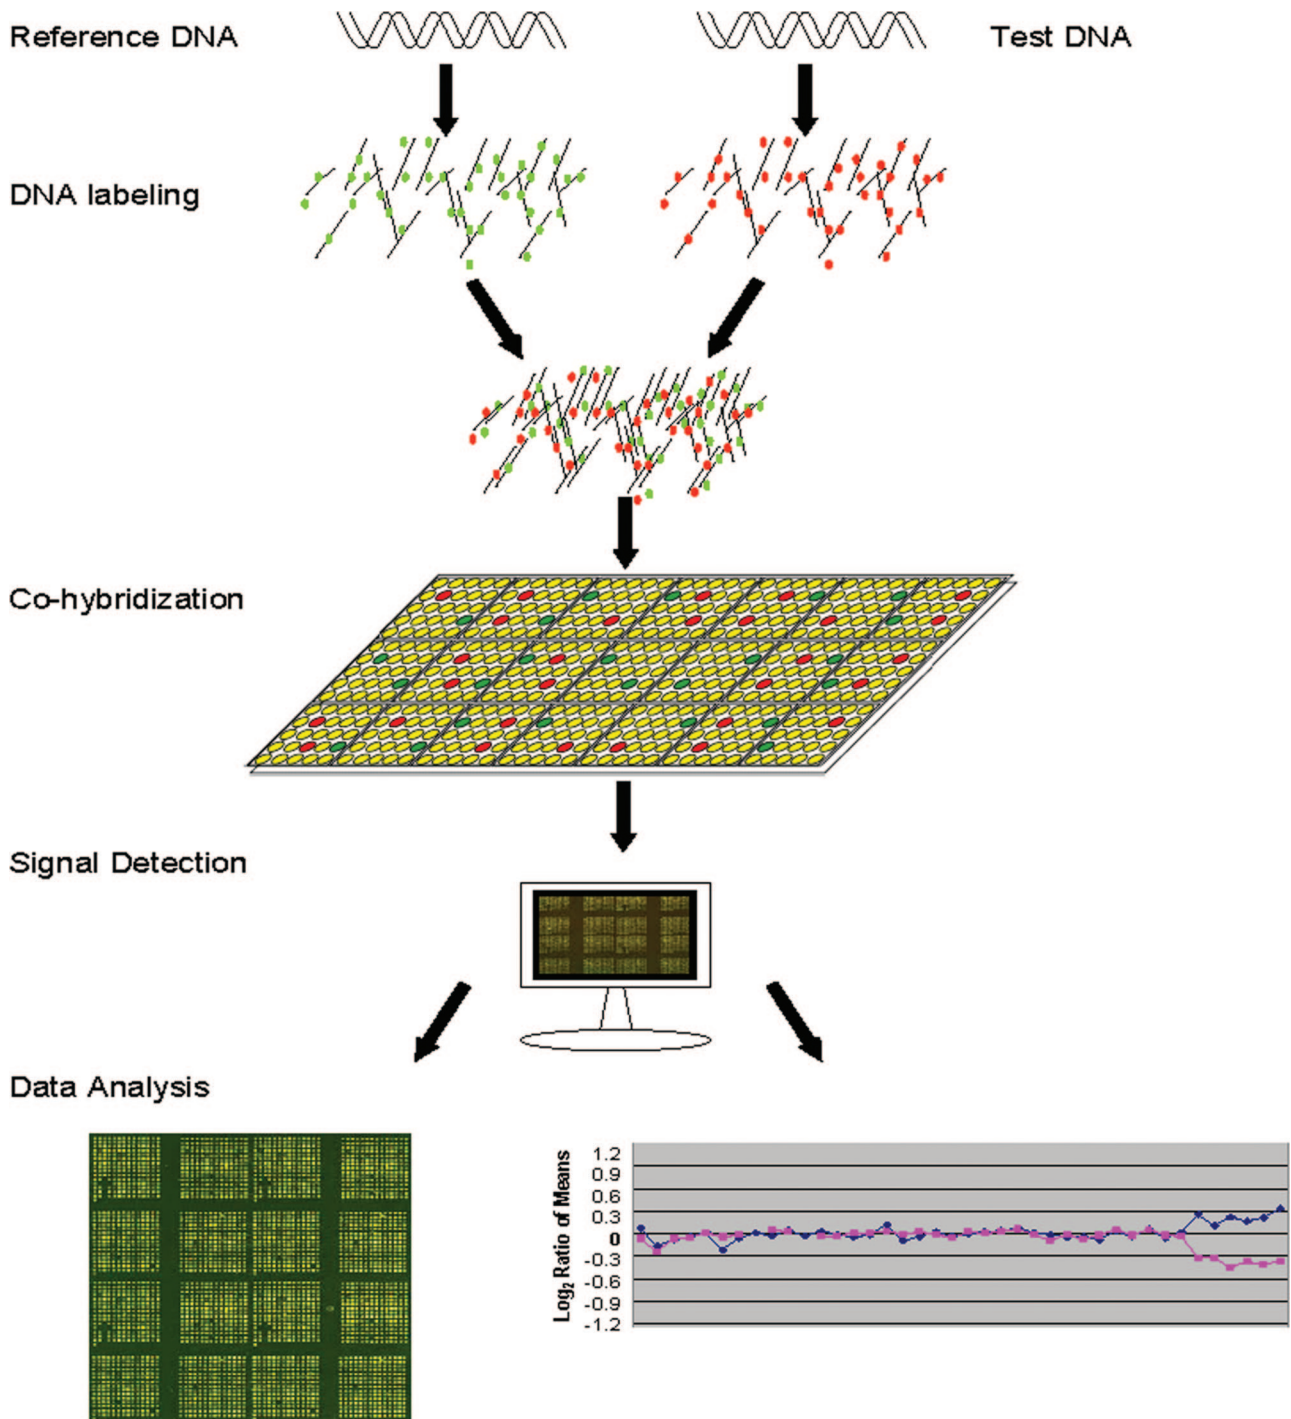 Reference DNA
Test DNA
DNA labeling
Co-hybridization
Signal Detection
Data Analysis
Log2 Ratio of Means
1.2
0.9
0.6
0.3
0
-0.3
-0.6
-0.9
-1.2